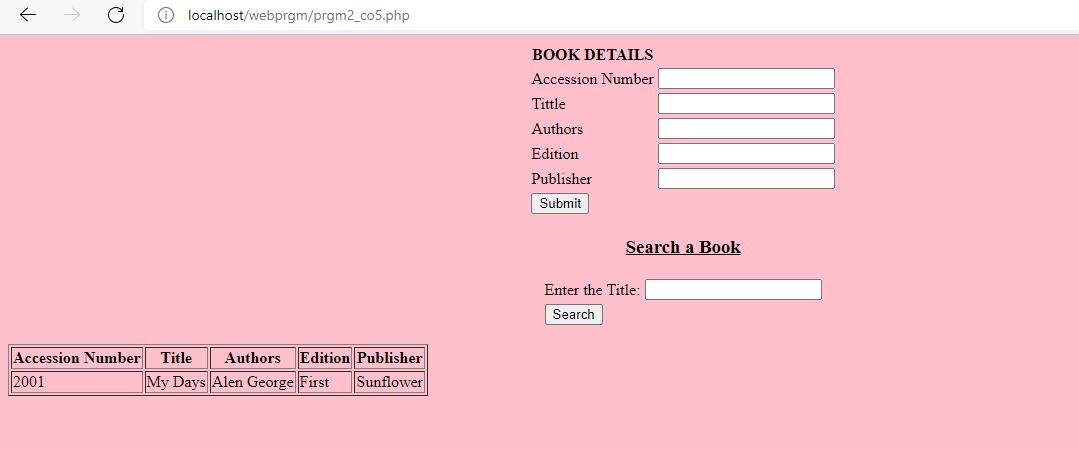 localhost/webprgm/prgm2_co5.php
BOOK DETAILS
Accession Number
Tittle
Authors
Edition
Publisher
Submit
Search a Book
Enter the Title:
Search
Accession Number Title Authors Edition Publisher
2001 My Days Alen George First Sunflower